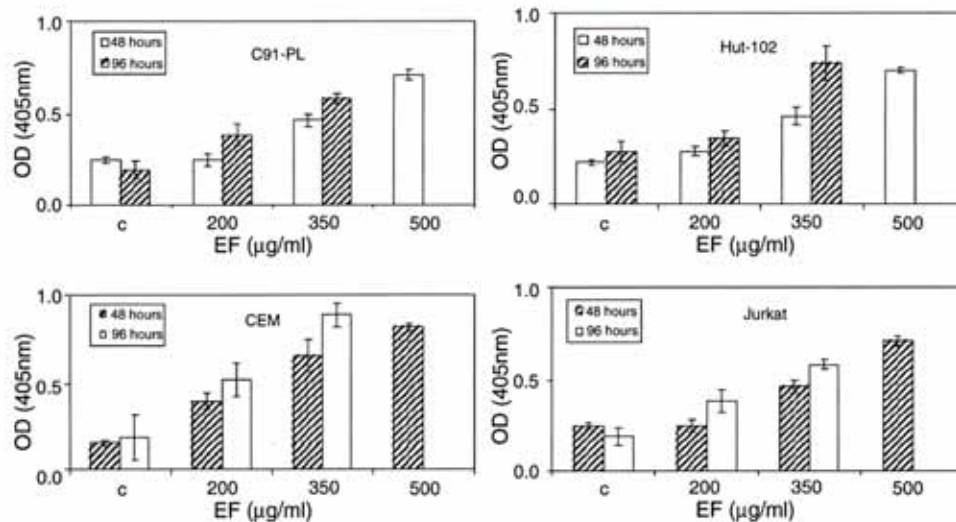 1.0
48 hours
96 hours
C91-PL
OD (405nm)
0.5
0.0
c 200 350 500
EF (μg/ml)
1.0
48 hours
96 hours
Hut-102
OD (405nm)
0.5
0.0
c 200 350 500
EF (μg/ml)
1.0
48 hours
96 hours
CEM
OD (405nm)
0.5
0.0
c 200 350 500
EF (μg/ml)
1.0
48 hours
96 hours
Jurkat
OD (405nm)
0.5
0.0
c 200 350 500
EF (μg/ml)